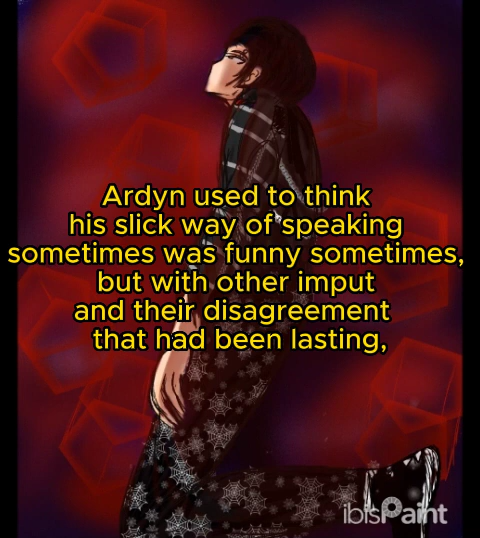 Ardyn used to think
his slick way of speaking
sometimes was funny sometimes,
but with other imput
and their disagreement
that had been lasting,
ibisPaint